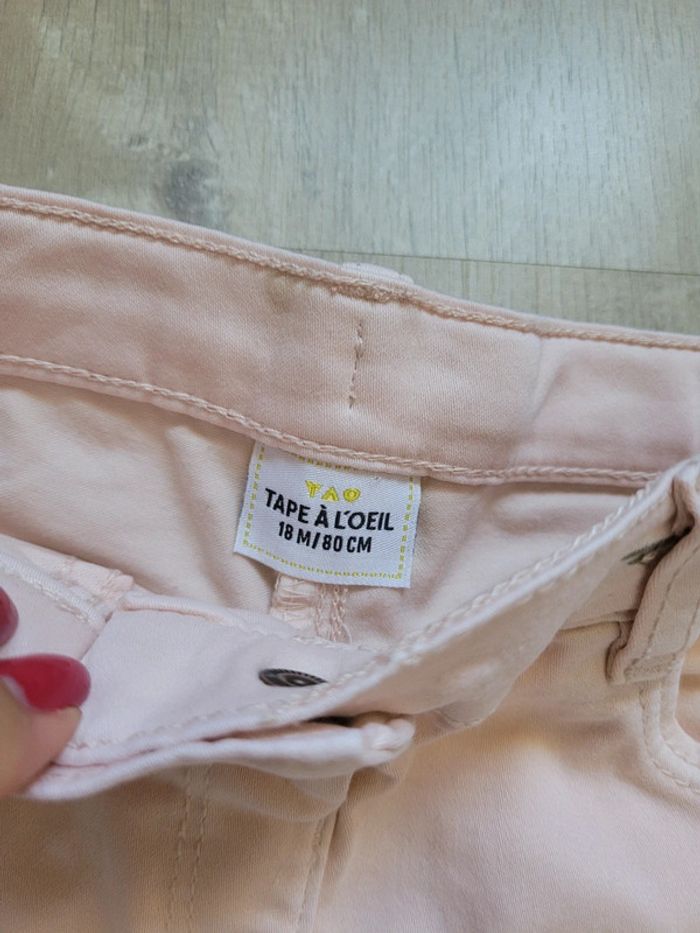 TAO
TAPE À L'OEIL
18 M/80 CM